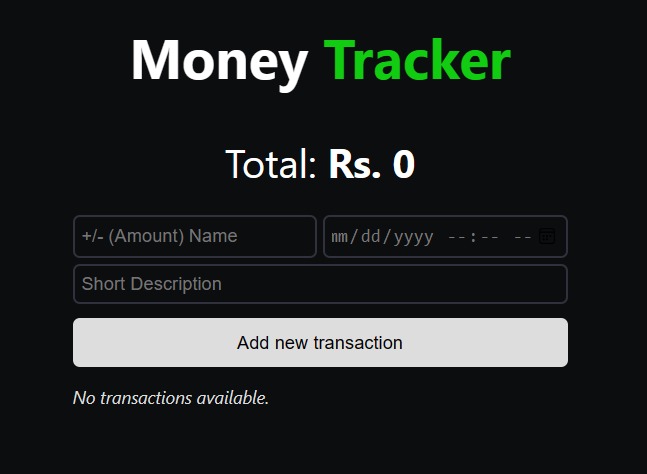 Money Tracker
Total: Rs. 0
+/- (Amount) Name mm/dd/yyyy --:-- --
Short Description
Add new transaction
No transactions available.